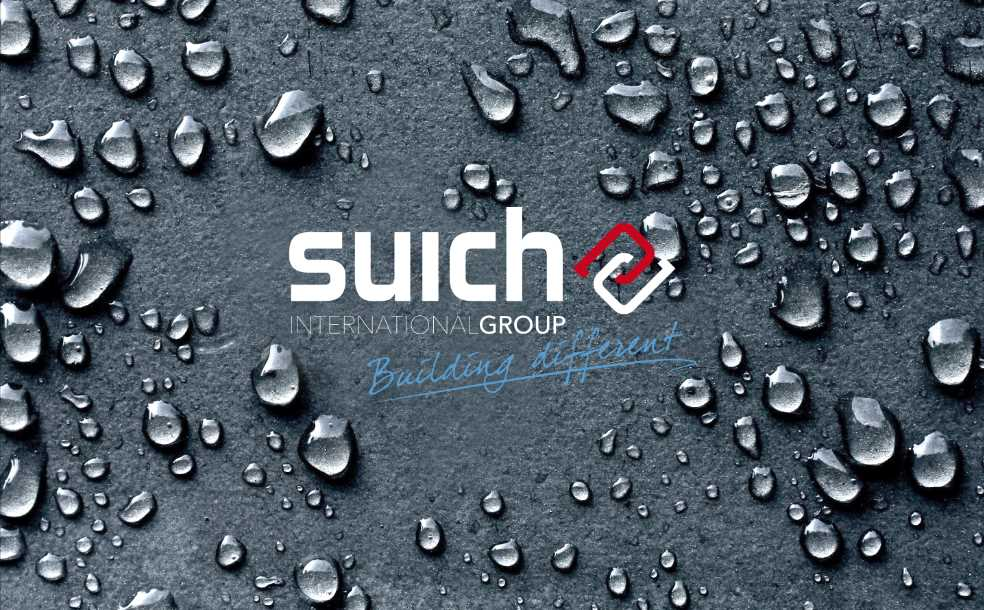 suich
INTERNATIONALGROUP
Building different